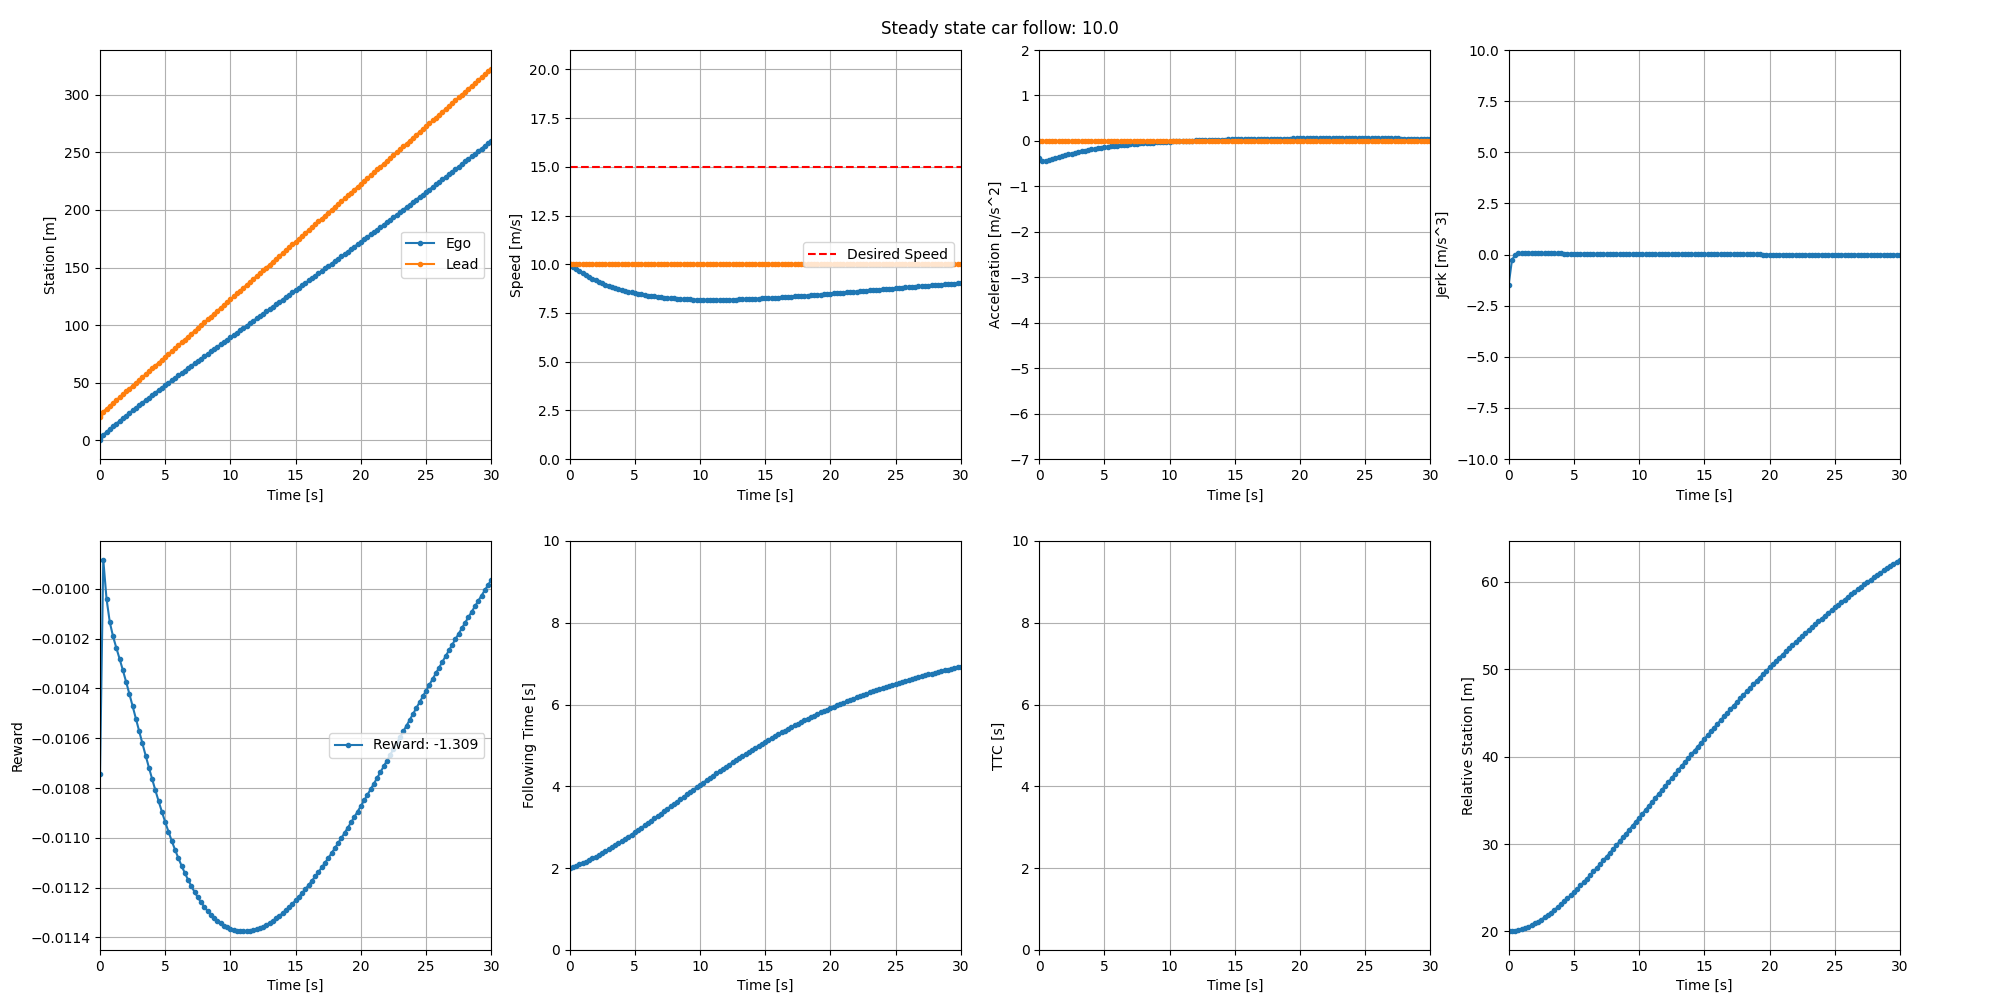 Steady state car follow: 10.0
Station [m]
300
250
200
150
100
50
0
Ego
Lead
0 5 10 15 20 25 30
Time [s]
Speed [m/s]
20.0
17.5
15.0
12.5
10.0
7.5
5.0
2.5
0.0
Desired Speed
0 5 10 15 20 25 30
Time [s]
Acceleration [m/s^2]
2
1
0
−1
−2
−3
−4
−5
−6
−7
0 5 10 15 20 25 30
Time [s]
Jerk [m/s^3]
10.0
7.5
5.0
2.5
0.0
−2.5
−5.0
−7.5
−10.0
0 5 10 15 20 25 30
Time [s]
Reward
−0.0100
−0.0102
−0.0104
−0.0106
−0.0108
−0.0110
−0.0112
−0.0114
Reward: -1.309
0 5 10 15 20 25 30
Time [s]
Following Time [s]
10
8
6
4
2
0
0 5 10 15 20 25 30
Time [s]
TTC [s]
10
8
6
4
2
0
0 5 10 15 20 25 30
Time [s]
Relative Station [m]
60
50
40
30
20
0 5 10 15 20 25 30
Time [s]